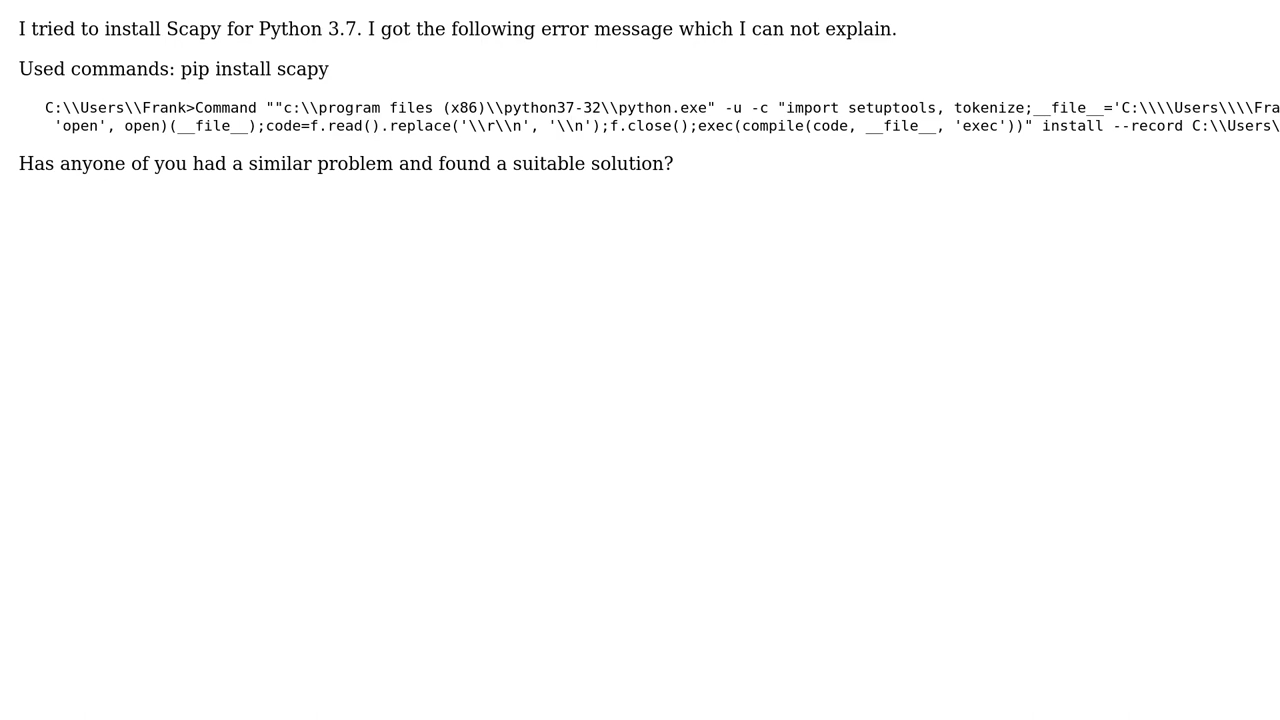 I tried to install Scapy for Python 3.7. I got the following error message which I can not explain.
Used commands: pip install scapy
C:\\Users\\Frank>Command ""c:\\program files (x86)\\python37-32\\python.exe" -u -c "import setuptools, tokenize;__file__='C:\\\\Users\\\\Fra
'open', open)(__file__);code=f.read().replace('\\r\\n', '\\n');f.close();exec(compile(code, __file__, 'exec'))" install --record C:\\Users\
Has anyone of you had a similar problem and found a suitable solution?